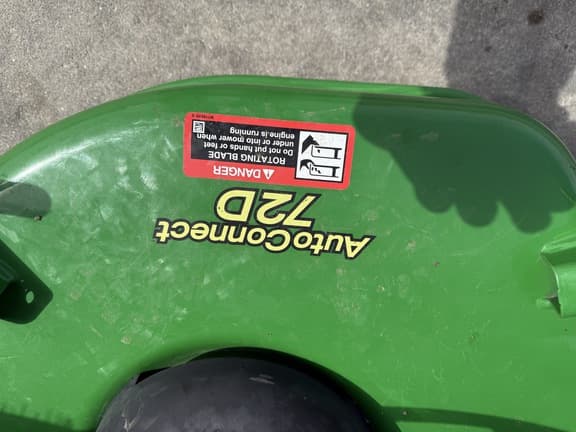 AutoConnect
72D
DANGER
ROTATING BLADE
Do not put hands or feet
under or into mower when
engine is running